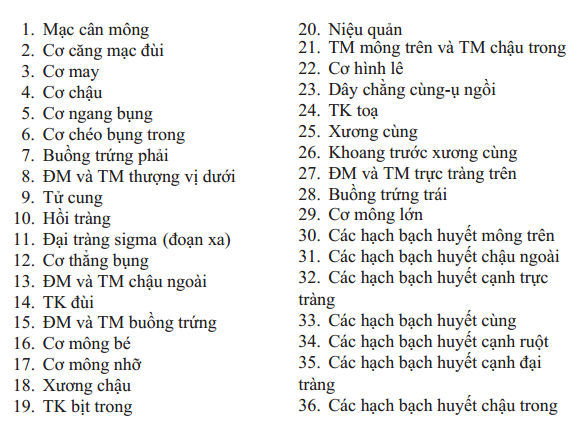 1. Mạc cân mông
2. Cơ căng mạc đùi
3. Cơ may
4. Cơ chậu
5. Cơ ngang bụng
6. Cơ chéo bụng trong
7. Buồng trứng phải
8. ĐM và TM thượng vị dưới
9. Tử cung
10. Hồi tràng
11. Đại tràng sigma (đoạn xa)
12. Cơ thẳng bụng
13. ĐM và TM chậu ngoài
14. TK đùi
15. ĐM và TM buồng trứng
16. Cơ mông bé
17. Cơ mông nhỡ
18. Xương chậu
19. TK bịt trong
20. Niệu quản
21. TM mông trên và TM chậu trong
22. Cơ hình lê
23. Dây chằng cùng-ụ ngồi
24. TK toạ
25. Xương cùng
26. Khoang trước xương cùng
27. ĐM và TM trực tràng trên
28. Buồng trứng trái
29. Cơ mông lớn
30. Các hạch bạch huyết mông trên
31. Các hạch bạch huyết chậu ngoài
32. Các hạch bạch huyết cạnh trực
tràng
33. Các hạch bạch huyết cùng
34. Các hạch bạch huyết cạnh ruột
35. Các hạch bạch huyết cạnh đại
tràng
36. Các hạch bạch huyết chậu trong